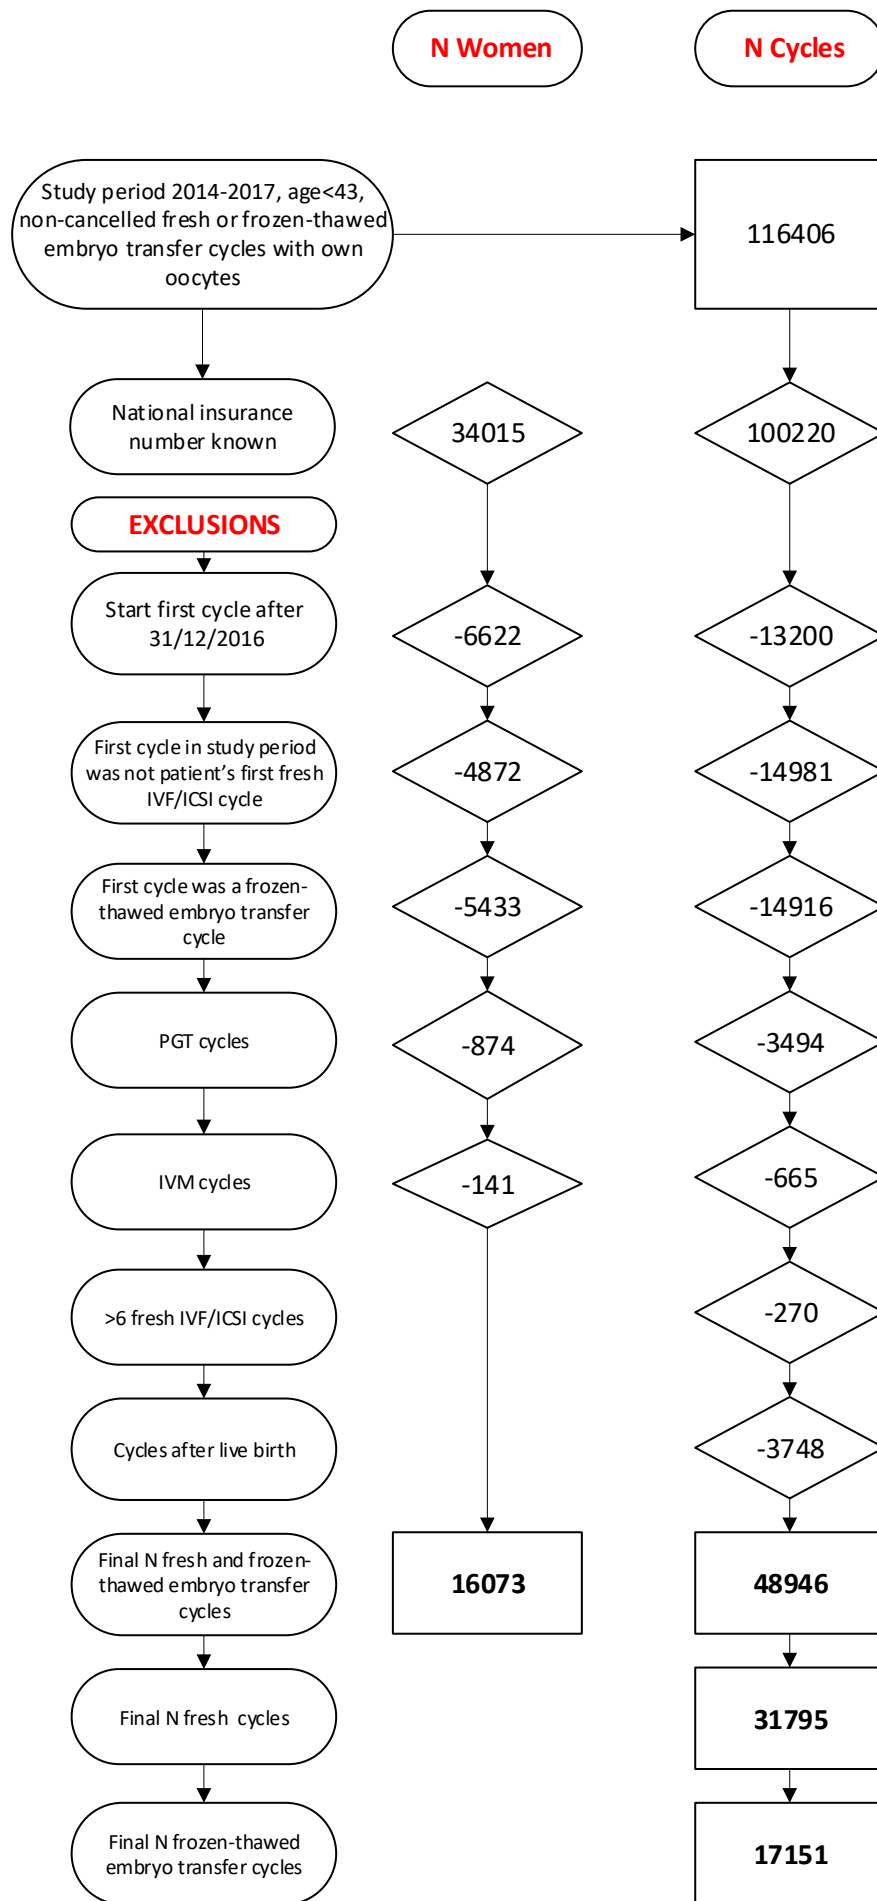 N Women
N Cycles
Study period 2014-2017, age<43,
non-cancelled fresh or frozen-thawed
embryo transfer cycles with own
oocytes
116406
National insurance
number known
34015
100220
EXCLUSIONS
Start first cycle after
31/12/2016
-6622
-13200
First cycle in study period
was not patient's first fresh
IVF/ICSI cycle
-4872
-14981
First cycle was a frozen-
thawed embryo transfer
cycle
-5433
-14916
PGT cycles
-874
-3494
IVM cycles
-141
-665
>6 fresh IVF/ICSI cycles
-270
Cycles after live birth
-3748
Final N fresh and frozen-
thawed embryo transfer
cycles
16073
48946
Final N fresh cycles
31795
Final N frozen-thawed
embryo transfer cycles
17151